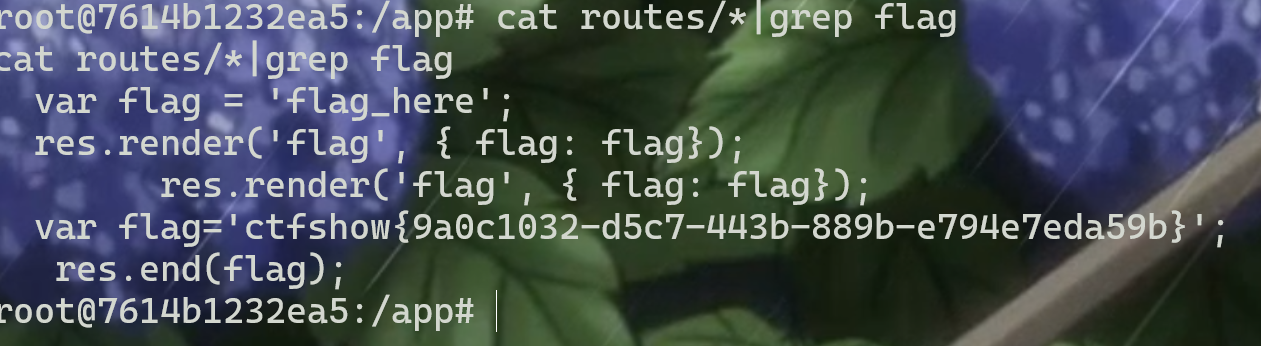 root@7614b1232ea5:/app# cat routes/*|grep flag
cat routes/*|grep flag
  var flag = 'flag_here';
  res.render('flag', { flag: flag});
        res.render('flag', { flag: flag});
  var flag='ctfshow{9a0c1032-d5c7-443b-889b-e794e7eda59b}';
   res.end(flag);
root@7614b1232ea5:/app#